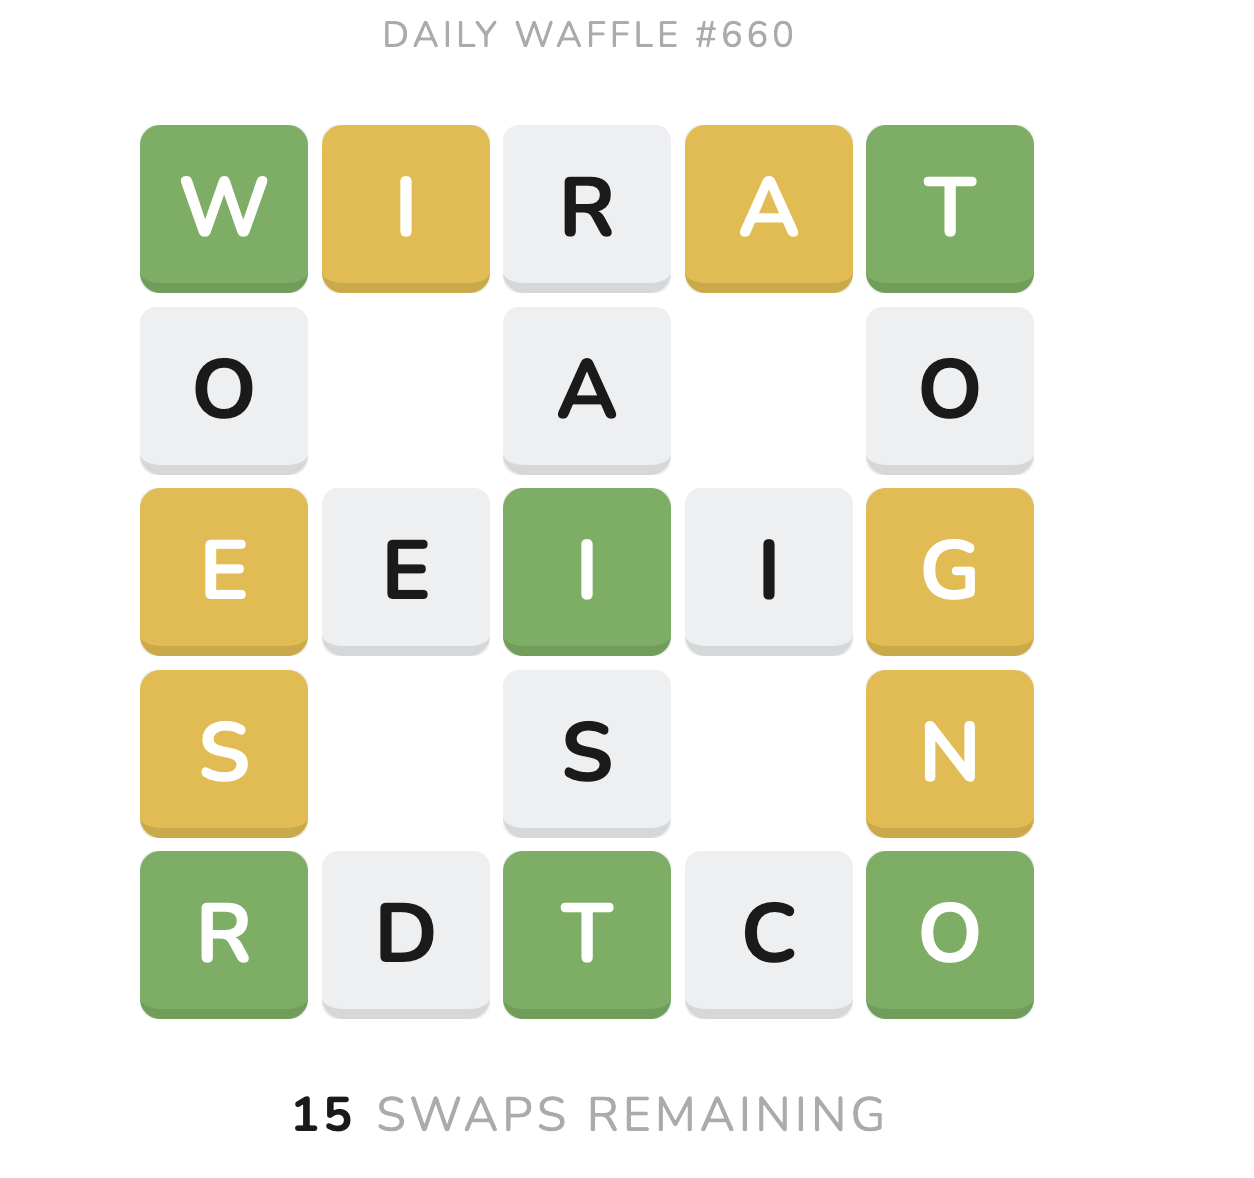 DAILY WAFFLE #660
W I R A T
O A O
E E I I G
S S N
R D T C O
15 SWAPS REMAINING